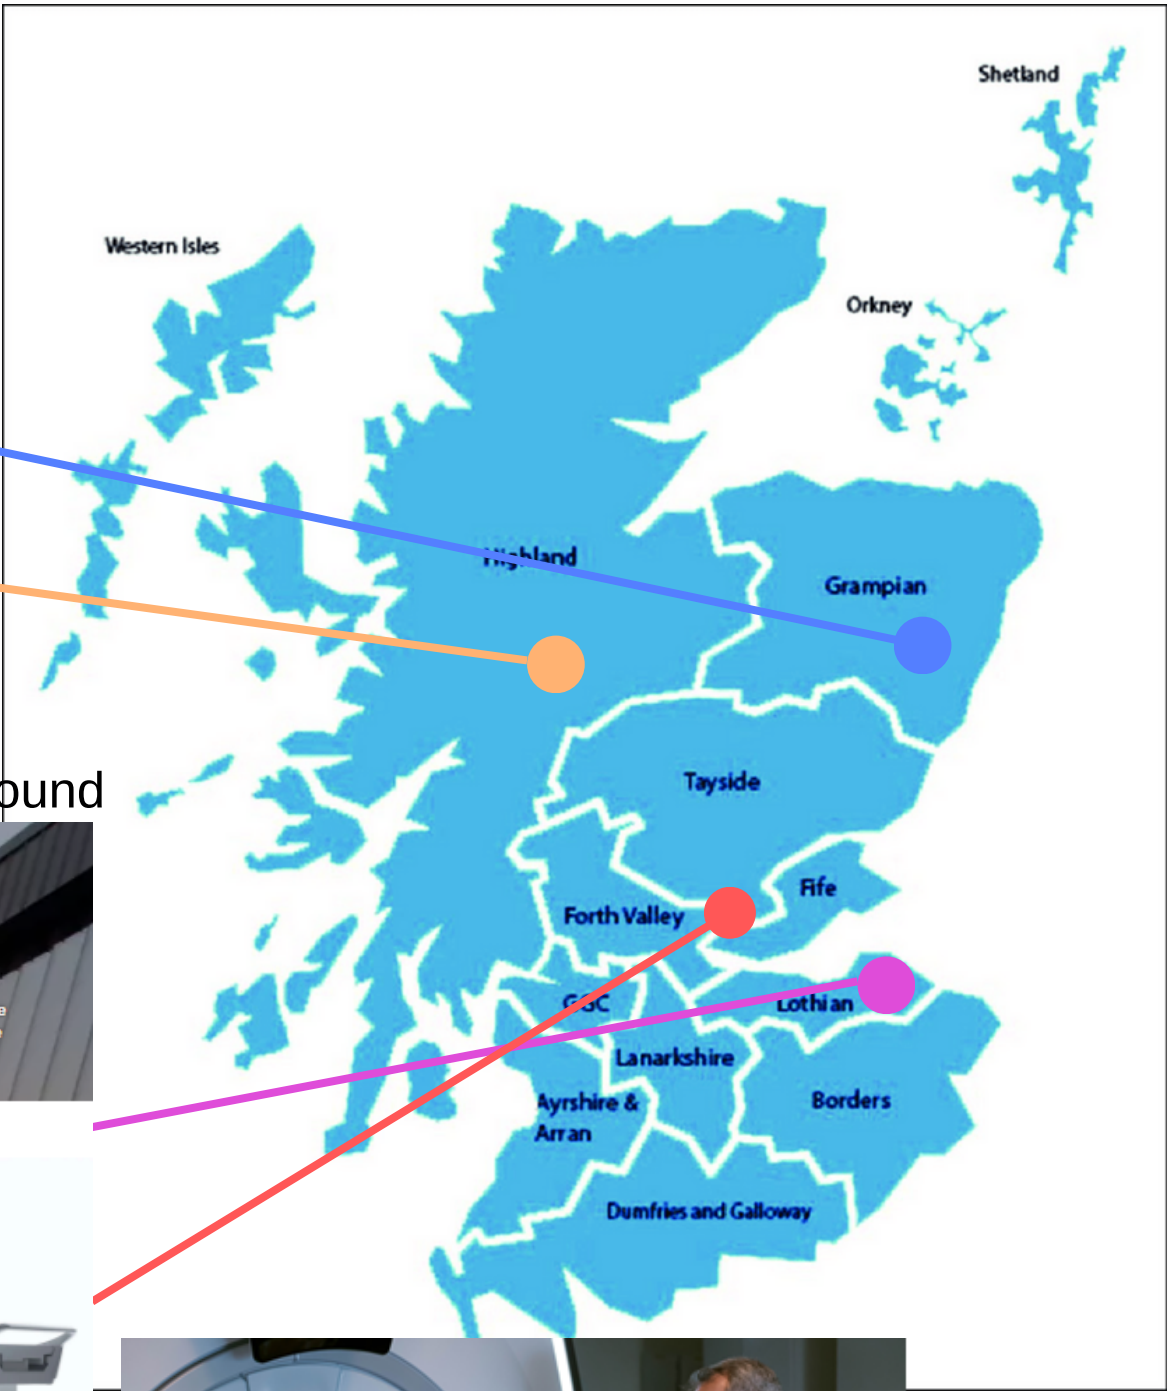 Shetland
Western Isles
Orkney
Highland
Grampian
ound
Tayside
Fife
Forth Valley
GGC
Lothian
Lanarkshire
Ayrshire &
Arran
Borders
Dumfries and Galloway